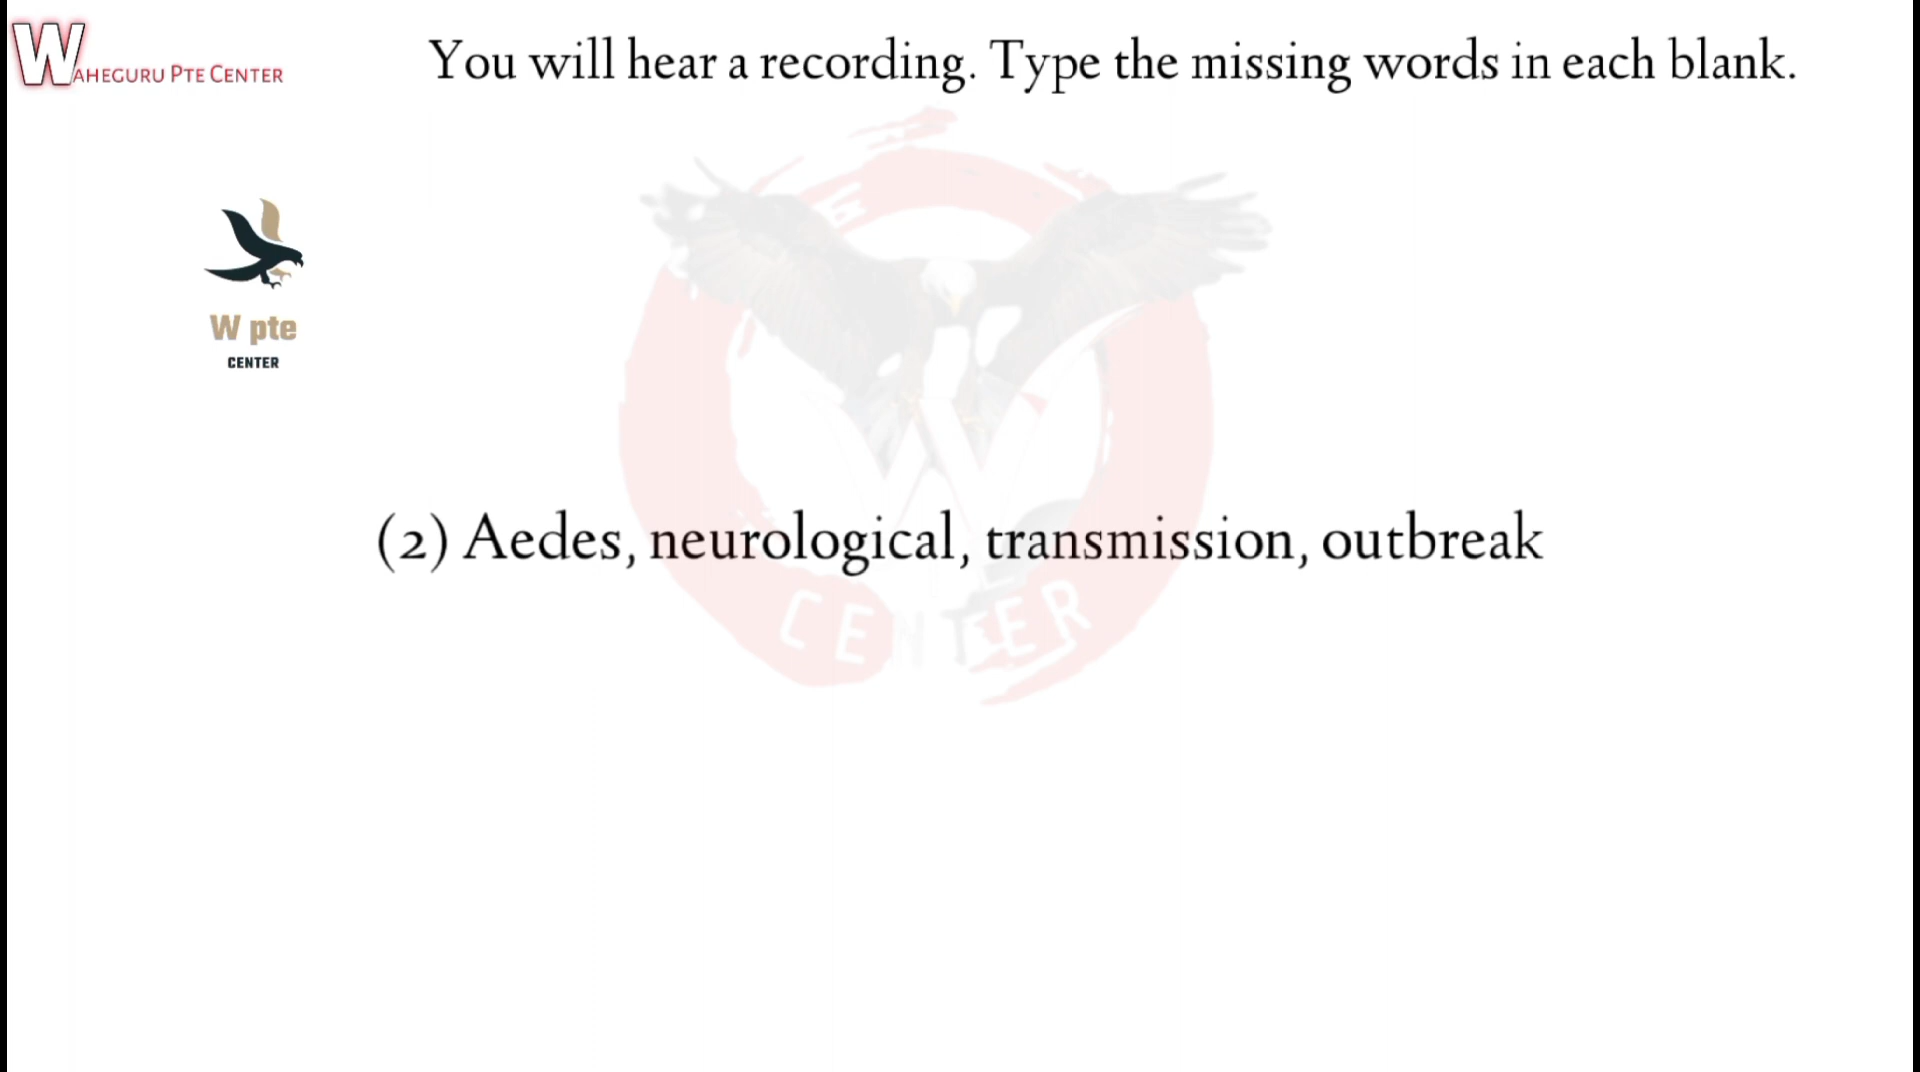 WAHEGURU PTE CENTER
You will hear a recording. Type the missing words in each blank.
W pte
CENTER
(2) Aedes, neurological, transmission, outbreak
CENTER